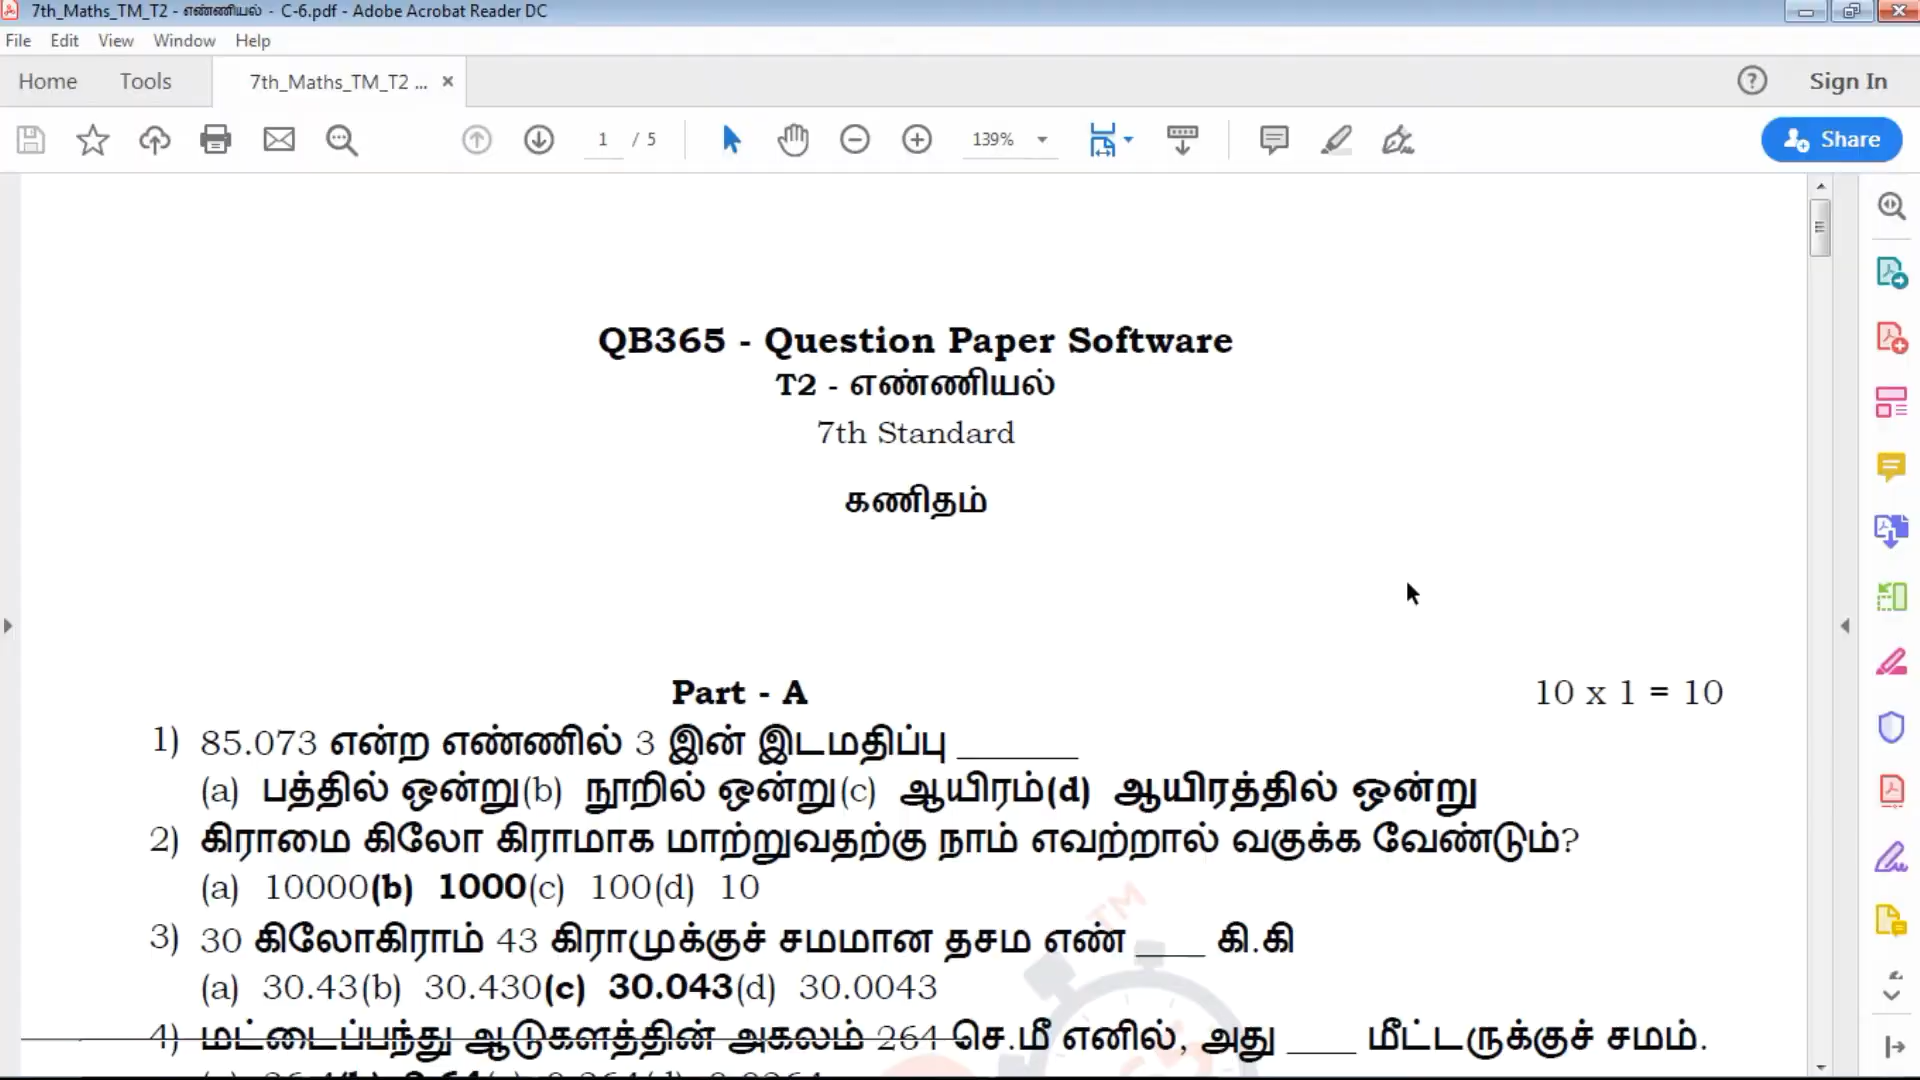 7th_Maths_TM_T2 - எண்ணியல் - C-6.pdf - Adobe Acrobat Reader DC
File Edit View Window Help
Home Tools 7th_Maths_TM_T2 ... × Sign In
1 / 5 139% Share
QB365 - Question Paper Software
T2 - எண்ணியல்
7th Standard
கணிதம்
Part - A 10 x 1 = 10
1) 85.073 என்ற எண்ணில் 3 இன் இடமதிப்பு ______
(a) பத்தில் ஒன்று(b) நூறில் ஒன்று(c) ஆயிரம்(d) ஆயிரத்தில் ஒன்று
2) கிராமை கிலோ கிராமாக மாற்றுவதற்கு நாம் எவற்றால் வகுக்க வேண்டும்?
(a) 10000(b) 1000(c) 100(d) 10
3) 30 கிலோகிராம் 43 கிராமுக்குச் சமமான தசம எண் ____ கி.கி
(a) 30.43(b) 30.430(c) 30.043(d) 30.0043
4) மட்டைப்பந்து ஆடுகளத்தின் அகலம் 264 செ.மீ எனில், அது ____ மீட்டருக்குச் சமம்.
TM